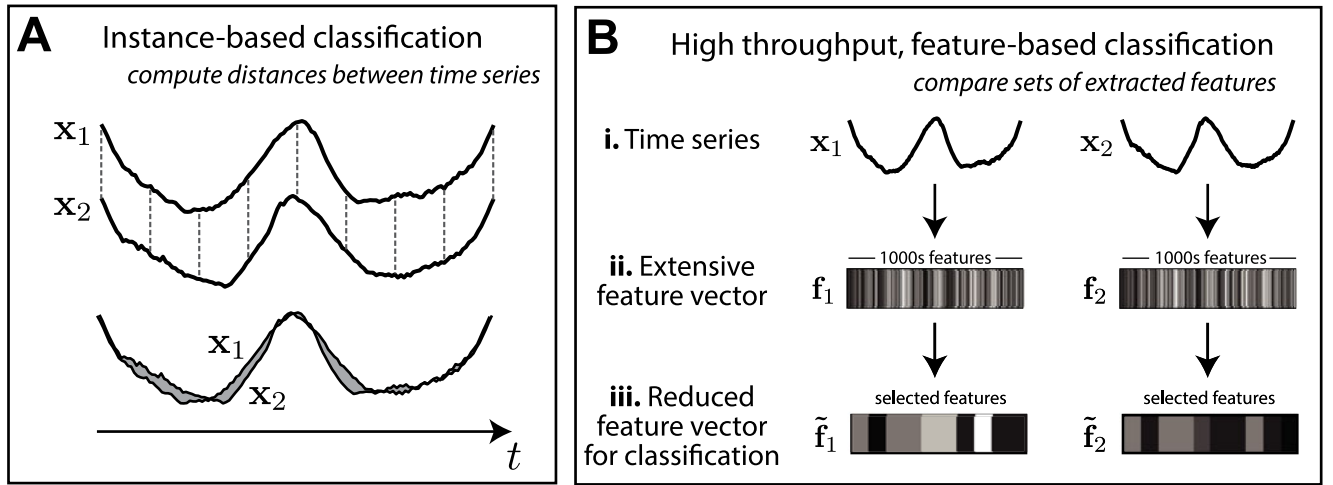 A
Instance-based classification
compute distances between time series
x₁
x₂
x₁
x₂
t
B
High throughput, feature-based classification
compare sets of extracted features
i. Time series
x₁
x₂
ii. Extensive
feature vector
1000s features
f₁
1000s features
f₂
iii. Reduced
feature vector
for classification
selected features
f̃₁
selected features
f̃₂